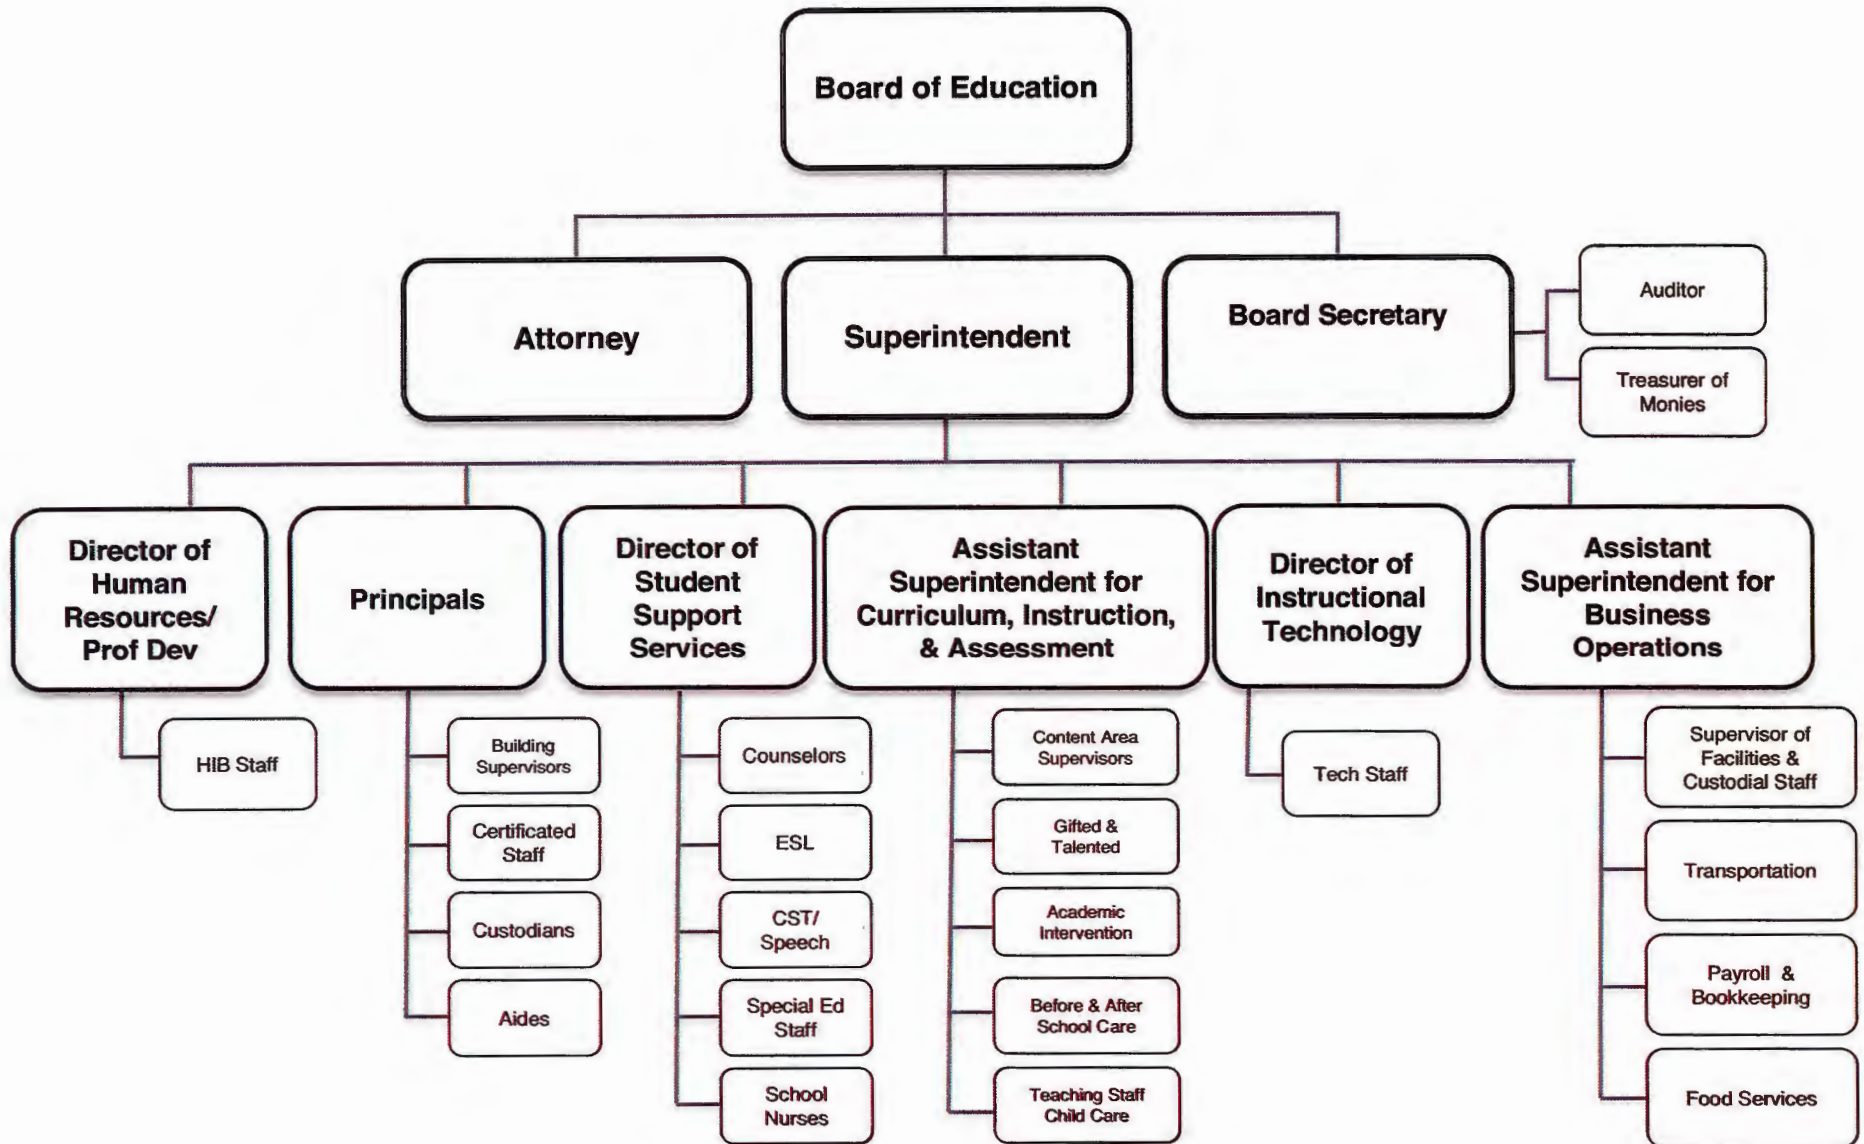 Board of Education
Attorney
Superintendent
Board Secretary
Auditor
Treasurer of
Monies
Director of
Human
Resources/
Prof Dev
Principals
Director of
Student
Support
Services
Assistant
Superintendent for
Curriculum, Instruction,
& Assessment
Director of
Instructional
Technology
Assistant
Superintendent for
Business
Operations
HIB Staff
Building
Supervisors
Certificated
Staff
Custodians
Aides
Counselors
ESL
CST/
Speech
Special Ed
Staff
School
Nurses
Content Area
Supervisors
Gifted &
Talented
Academic
Intervention
Before & After
School Care
Teaching Staff
Child Care
Tech Staff
Supervisor of
Facilities &
Custodial Staff
Transportation
Payroll &
Bookkeeping
Food Services